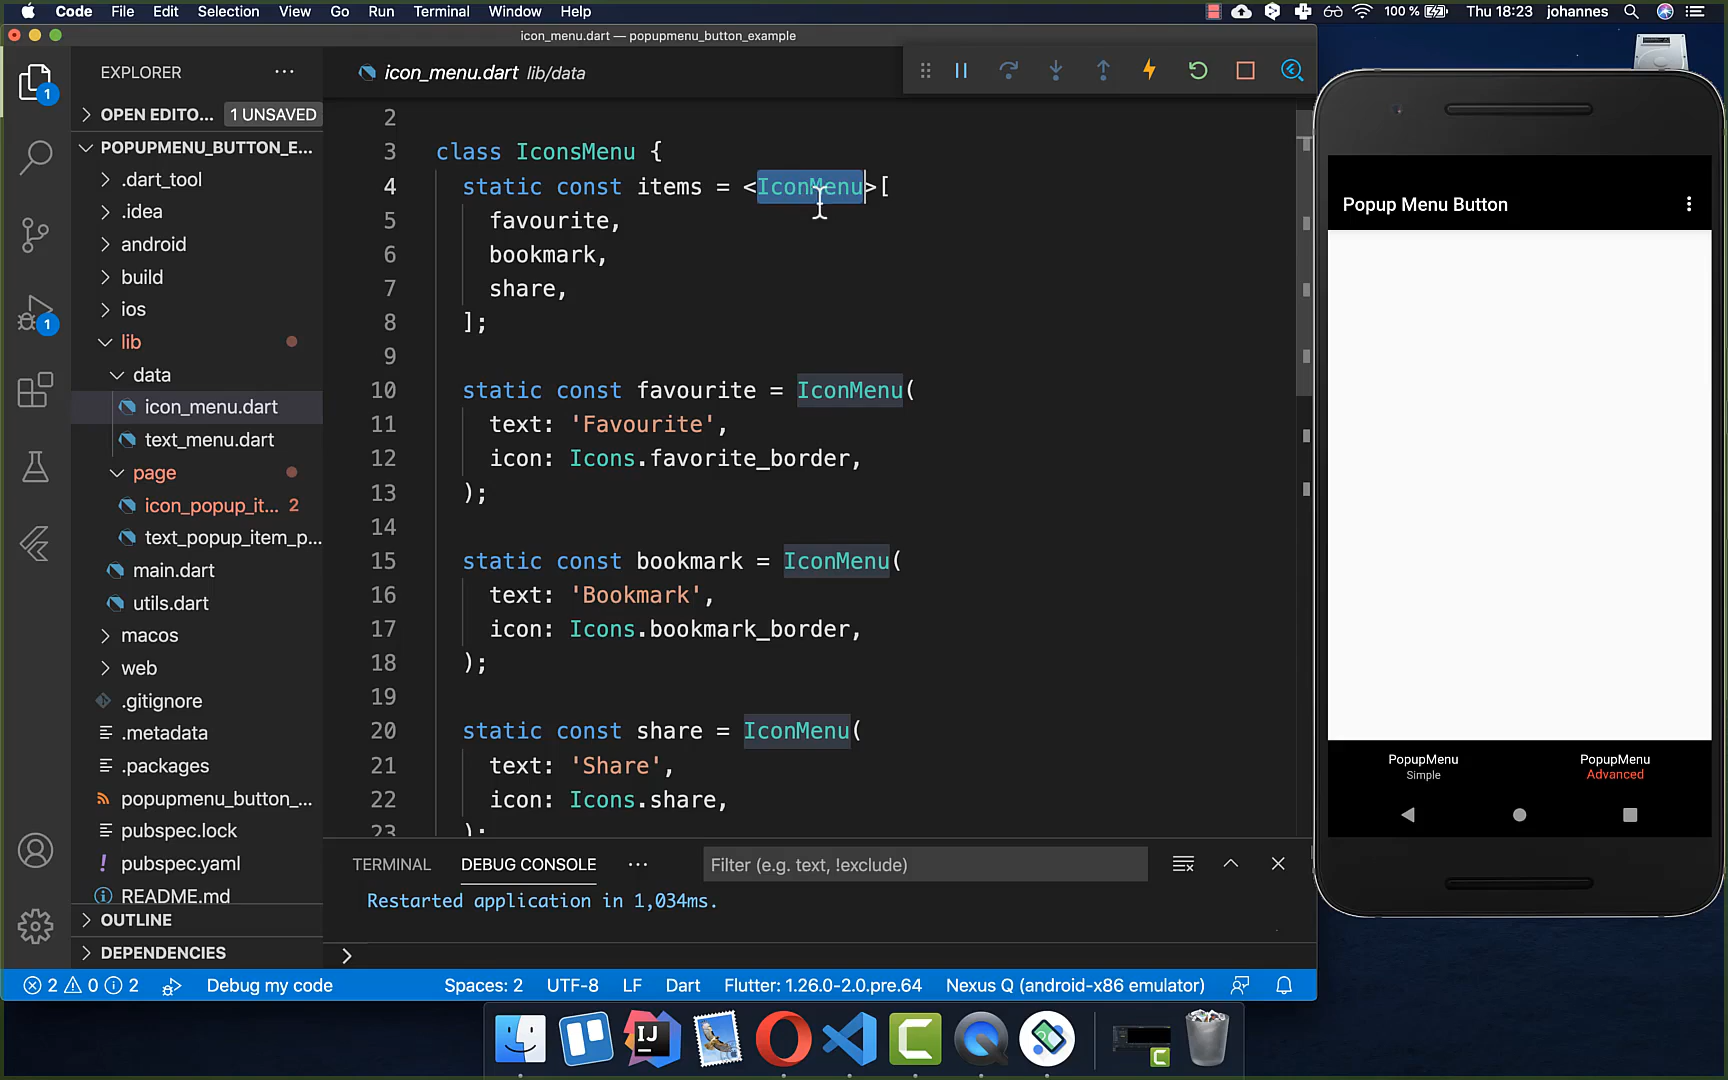 Code File Edit Selection View Go Run Terminal Window Help
100 % Thu 18:23 johannes
icon_menu.dart — popupmenu_button_example
EXPLORER
OPEN EDITO... 1 UNSAVED
POPUPMENU_BUTTON_E...
.dart_tool
.idea
android
build
ios
lib
data
icon_menu.dart
text_menu.dart
page
icon_popup_it... 2
text_popup_item_p...
main.dart
utils.dart
macos
web
.gitignore
.metadata
.packages
popupmenu_button_...
pubspec.lock
pubspec.yaml
README.md
OUTLINE
DEPENDENCIES
1
1
icon_menu.dart lib/data
2
3 class IconsMenu {
4 static const items = <IconMenu>[
5 favourite,
6 bookmark,
7 share,
8 ];
9
10 static const favourite = IconMenu(
11 text: 'Favourite',
12 icon: Icons.favorite_border,
13 );
14
15 static const bookmark = IconMenu(
16 text: 'Bookmark',
17 icon: Icons.bookmark_border,
18 );
19
20 static const share = IconMenu(
21 text: 'Share',
22 icon: Icons.share,
23 );
TERMINAL DEBUG CONSOLE Filter (e.g. text, !exclude)
Restarted application in 1,034ms.
2 0 2 Debug my code Spaces: 2 UTF-8 LF Dart Flutter: 1.26.0-2.0.pre.64 Nexus Q (android-x86 emulator)
Popup Menu Button
PopupMenu
Simple
PopupMenu
Advanced
IJ
C
C